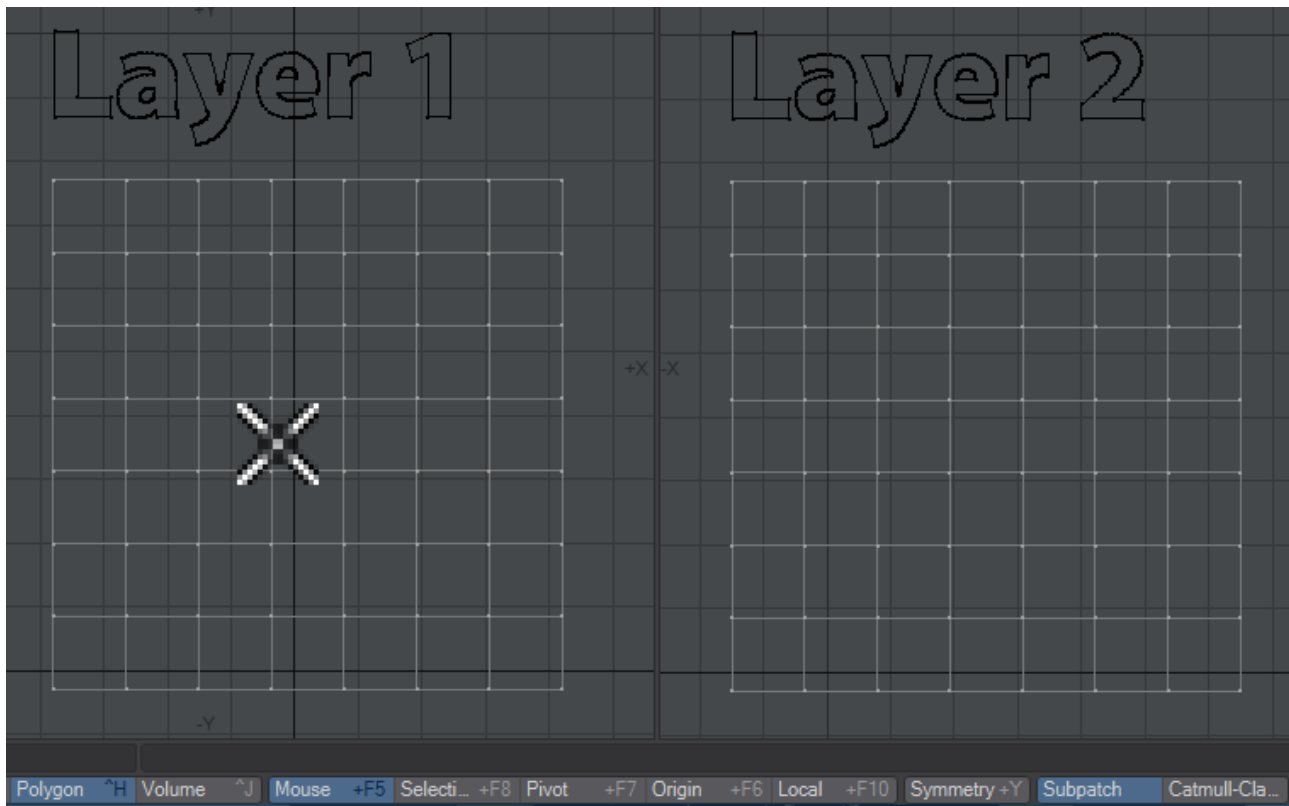 +Y
Layer 1
Layer 2
+X
-X
-Y
Polygon ^H Volume ^J Mouse +F5 Selecti... +F8 Pivot +F7 Origin +F6 Local +F10 Symmetry +Y Subpatch Catmull-Cla...